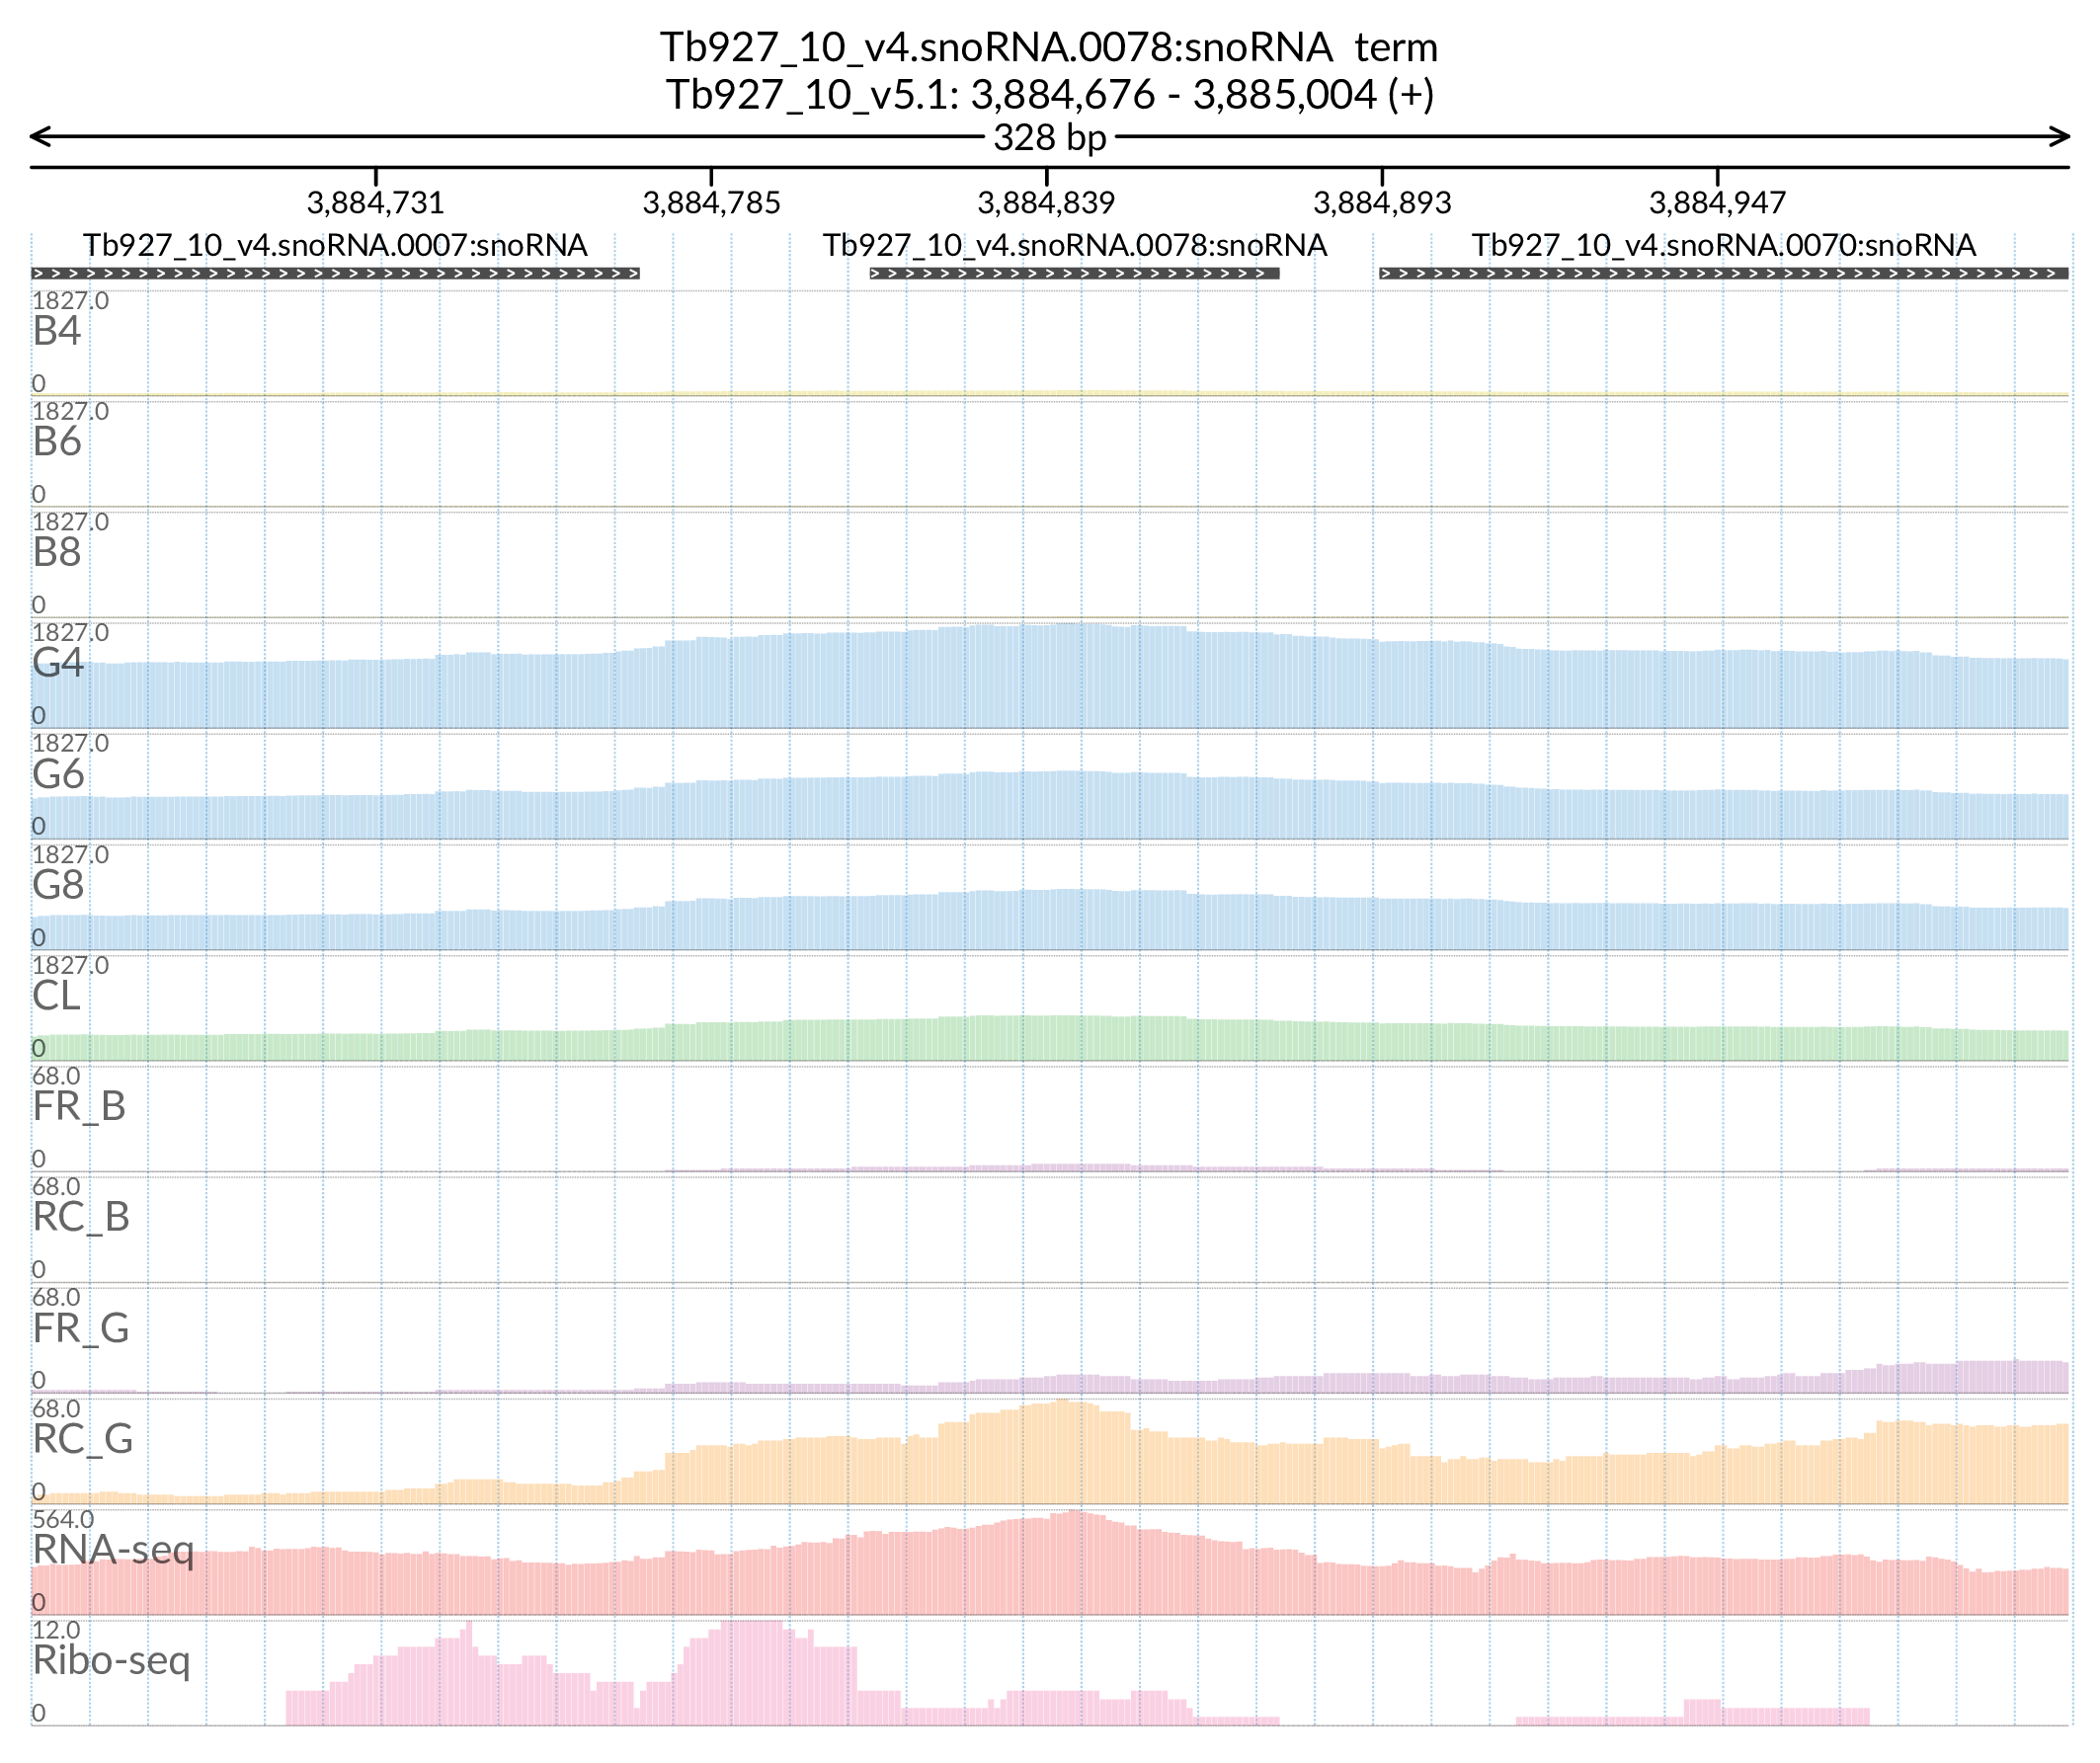 Tb927_10_v4.snoRNA.0078:snoRNA term
Tb927_10_v5.1: 3,884,676 - 3,885,004 (+)
328 bp
3,884,731 3,884,785 3,884,839 3,884,893 3,884,947
Tb927_10_v4.snoRNA.0007:snoRNA Tb927_10_v4.snoRNA.0078:snoRNA Tb927_10_v4.snoRNA.0070:snoRNA
1827.0
B4
0
1827.0
B6
0
1827.0
B8
0
1827.0
G4
0
1827.0
G6
0
1827.0
G8
0
1827.0
CL
0
68.0
FR_B
0
68.0
RC_B
0
68.0
FR_G
0
68.0
RC_G
0
564.0
RNA-seq
0
12.0
Ribo-seq
0